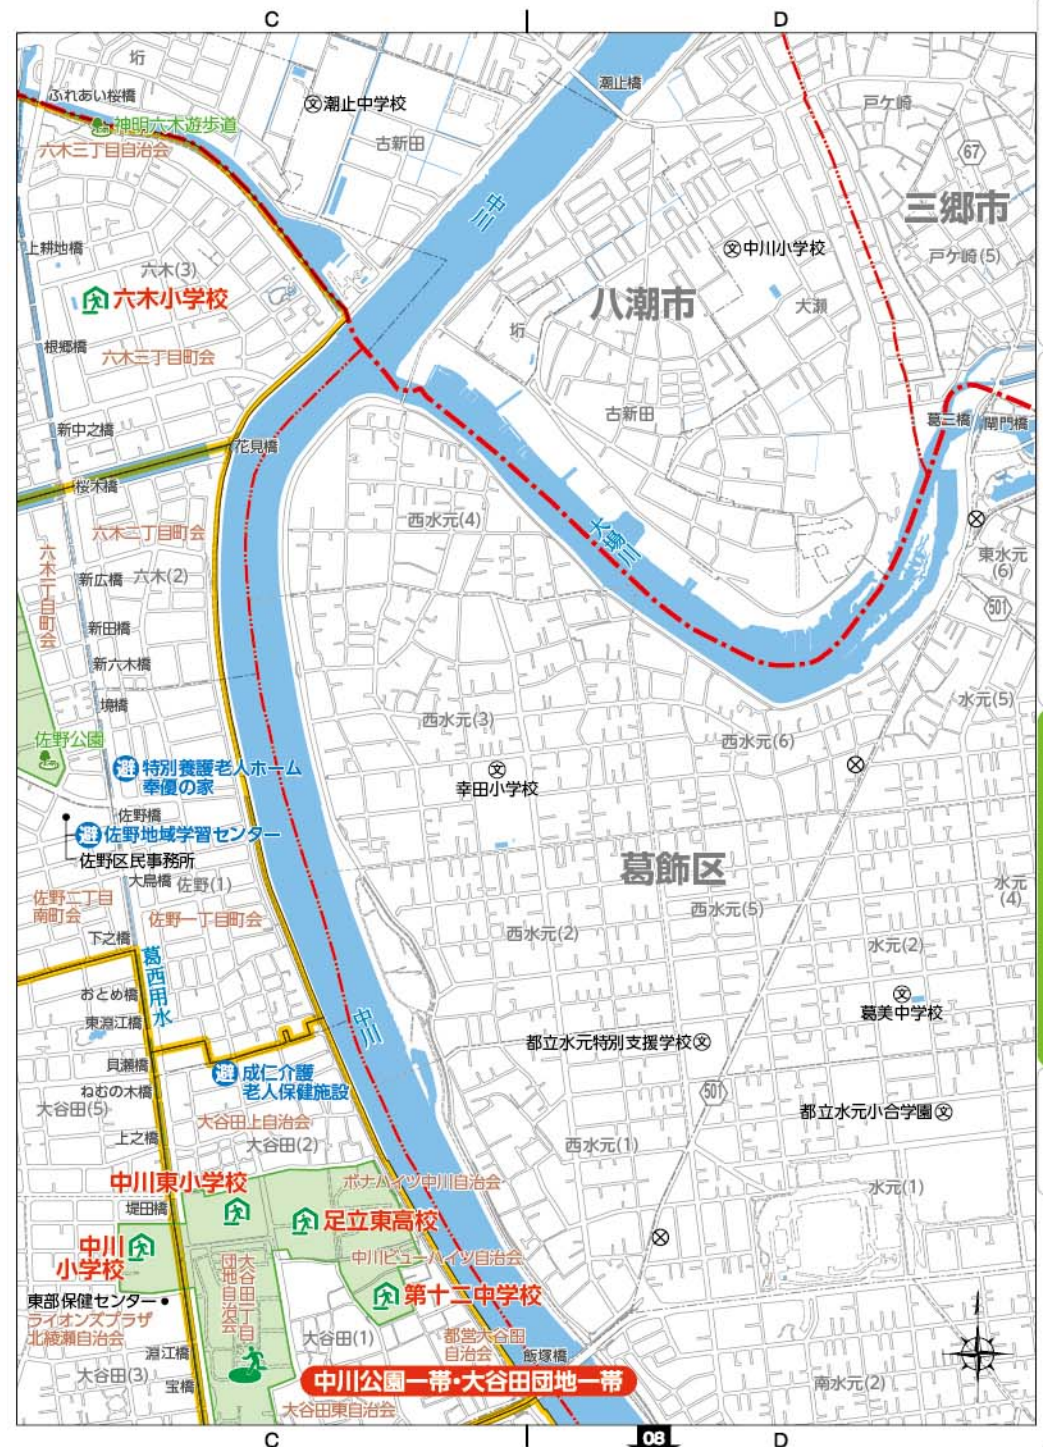 C
D
垳
ふれあい桜橋
神明六木遊歩道
六木三丁目自治会
潮止中学校
古新田
潮止橋
戸ケ崎
67
三郷市
中川
中川小学校
戸ケ崎(5)
上耕地橋
六木(3)
六木小学校
八潮市
大瀬
垳
根郷橋
六木三丁目町会
古新田
葛三橋
閘門橋
新中之橋
花見橋
桜木橋
西水元(4)
大場川
六木二丁目町会
六木一丁目町会
新広橋
六木(2)
東水元
(6)
501
新田橋
新六木橋
境橋
水元(5)
西水元(3)
西水元(6)
佐野公園
避
特別養護老人ホーム
奉優の家
幸田小学校
佐野橋
避
佐野地域学習センター
佐野区民事務所
葛飾区
大鳥橋
佐野(1)
水元
(4)
佐野二丁目
南町会
佐野一丁目町会
西水元(5)
西水元(2)
下之橋
水元(2)
葛西用水
おとめ橋
東淵江橋
中川
葛美中学校
都立水元特別支援学校
貝瀬橋
避
成仁介護
老人保健施設
ねむの木橋
大谷田(5)
501
都立水元小合学園
大谷田上自治会
上之橋
大谷田(2)
西水元(1)
中川東小学校
ボナハイツ中川自治会
水元(1)
堤田橋
足立東高校
中川
小学校
中川ビューハイツ自治会
大谷田一丁目
団地自治会
第十二中学校
東部保健センター
ライオンズプラザ
北綾瀬自治会
大谷田(1)
都営大谷田
自治会
淵江橋
飯塚橋
大谷田(3)
宝橋
中川公園一帯・大谷田団地一帯
南水元(2)
大谷田東自治会
C
08
D